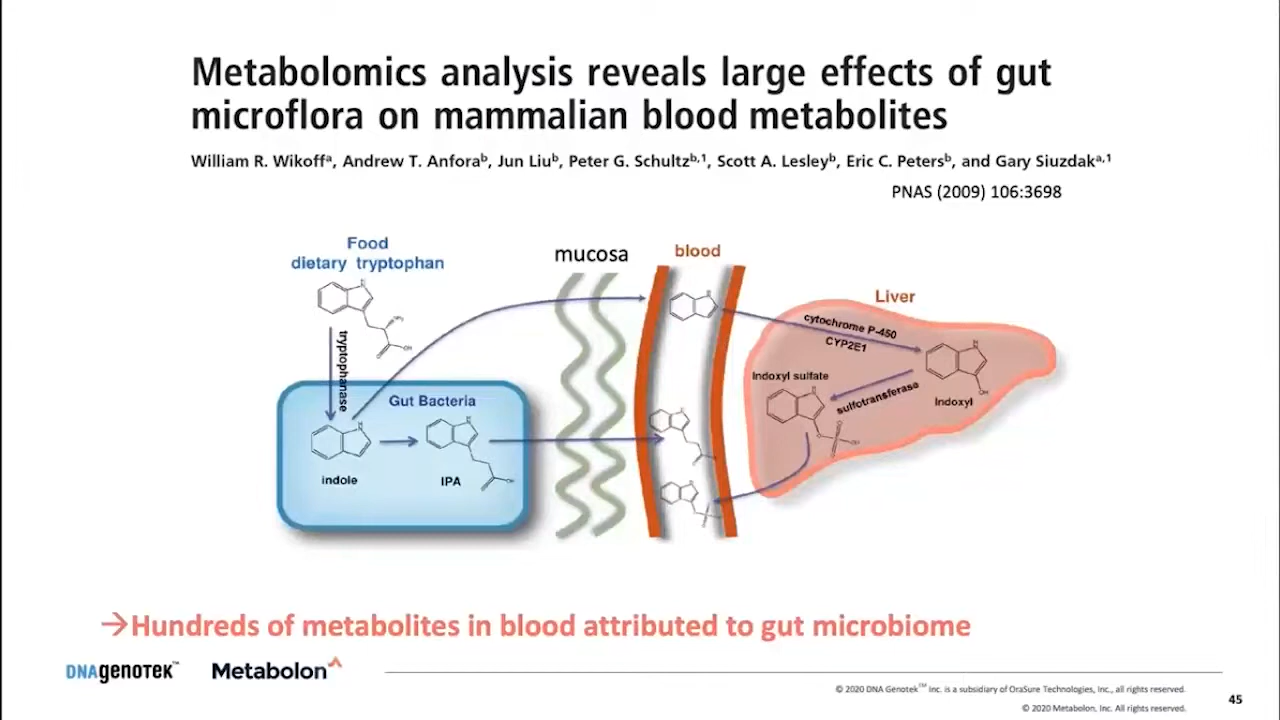 Metabolomics analysis reveals large effects of gut
microflora on mammalian blood metabolites
William R. Wikoffᵃ, Andrew T. Anforaᵇ, Jun Liuᵇ, Peter G. Schultzᵇ,¹, Scott A. Lesleyᵇ, Eric C. Petersᵇ, and Gary Siuzdakᵃ,¹
PNAS (2009) 106:3698
Food
dietary tryptophan
mucosa
blood
Liver
tryptophanase
Gut Bacteria
indole
IPA
cytochrome P-450
CYP2E1
Indoxyl sulfate
sulfotransferase
Indoxyl
→Hundreds of metabolites in blood attributed to gut microbiome
DNAgenotek™
Metabolon
© 2020 DNA Genotek™ Inc. is a subsidiary of OraSure Technologies, Inc., all rights reserved.
© 2020 Metabolon, Inc. All rights reserved.
45